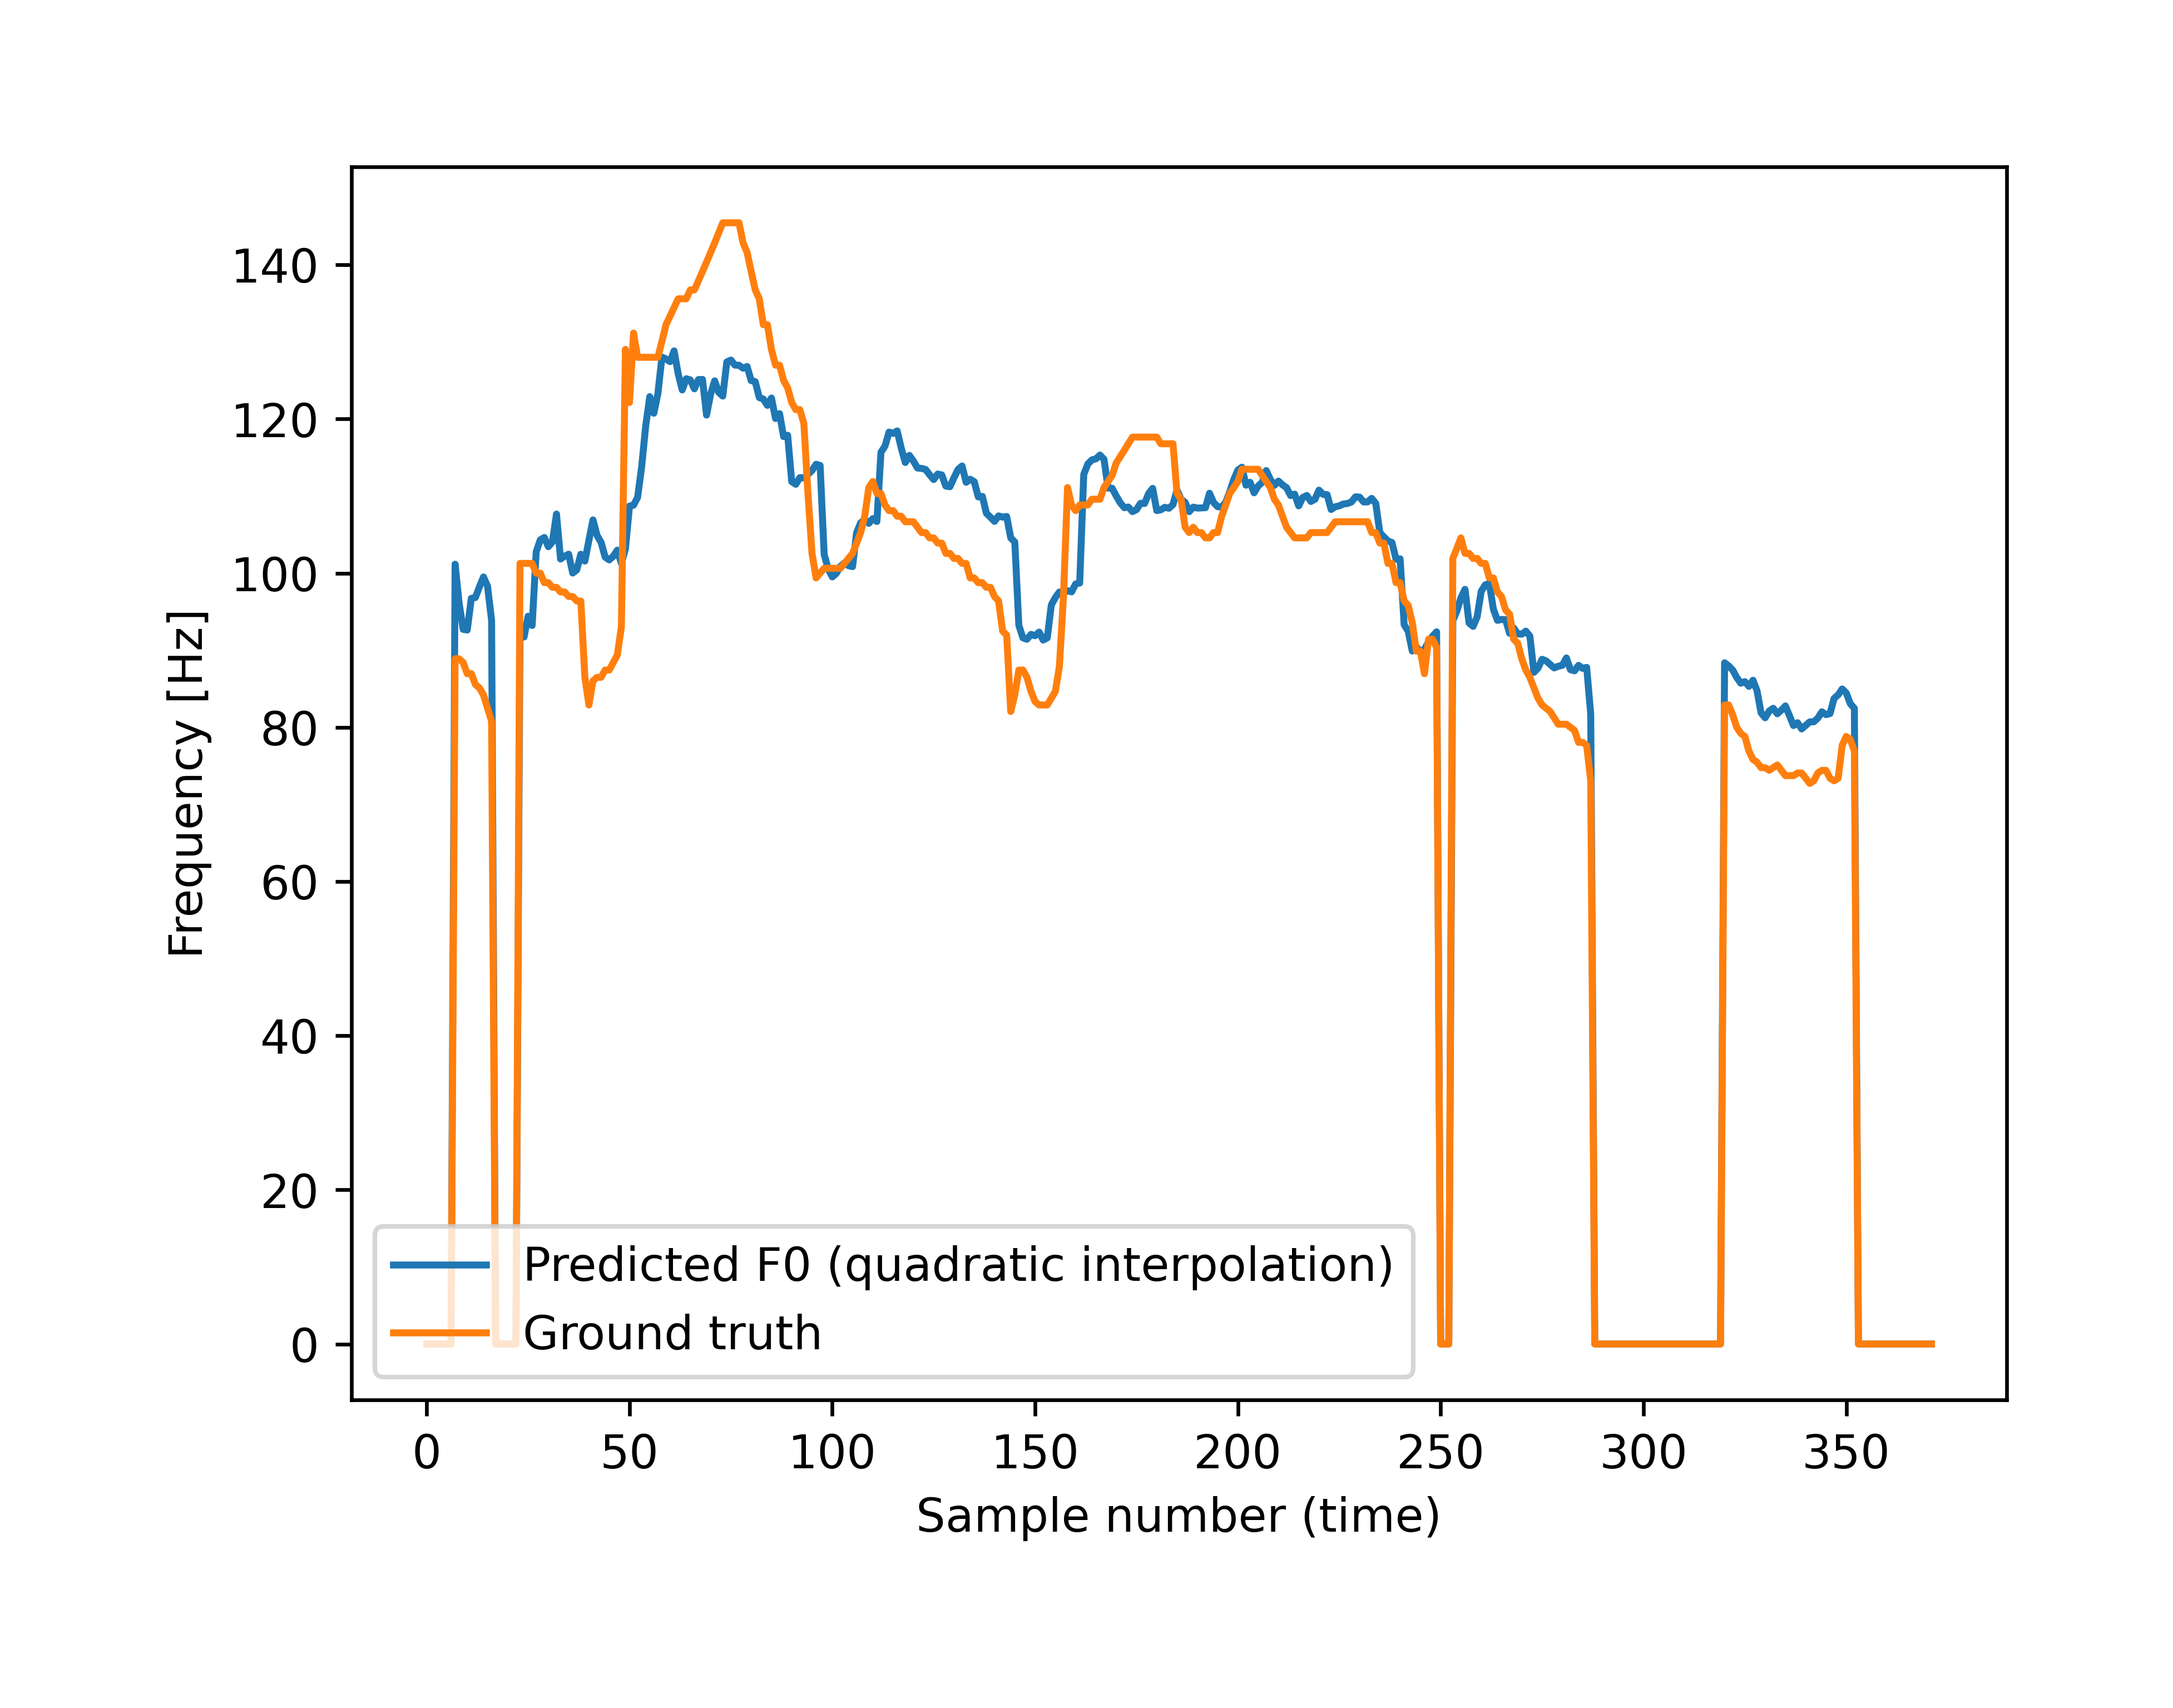 140
120
100
80
60
40
20
0
Frequency [Hz]
Predicted F0 (quadratic interpolation)
Ground truth
0 50 100 150 200 250 300 350
Sample number (time)